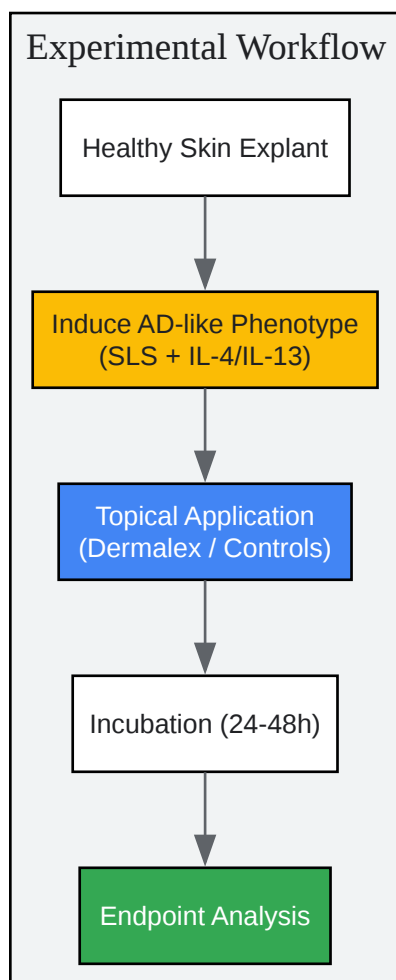 Experimental Workflow
Healthy Skin Explant
Induce AD-like Phenotype
(SLS + IL-4/IL-13)
Topical Application
(Dermalex / Controls)
Incubation (24-48h)
Endpoint Analysis